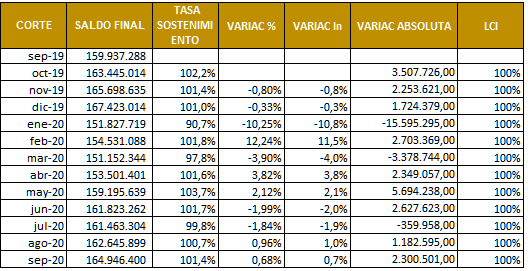 CORTE SALDO FINAL TASA SOSTENIMI ENTO VARIAC % VARIAC ln VARIAC ABSOLUTA LCI
sep-19 159.937.288
oct-19 163.445.014 102,2% 3.507.726,00 100%
nov-19 165.698.635 101,4% -0,80% -0,8% 2.253.621,00 100%
dic-19 167.423.014 101,0% -0,33% -0,3% 1.724.379,00 100%
ene-20 151.827.719 90,7% -10,25% -10,8% -15.595.295,00 100%
feb-20 154.531.088 101,8% 12,24% 11,5% 2.703.369,00 100%
mar-20 151.152.344 97,8% -3,90% -4,0% -3.378.744,00 100%
abr-20 153.501.401 101,6% 3,82% 3,8% 2.349.057,00 100%
may-20 159.195.639 103,7% 2,12% 2,1% 5.694.238,00 100%
jun-20 161.823.262 101,7% -1,99% -2,0% 2.627.623,00 100%
jul-20 161.463.304 99,8% -1,84% -1,9% -359.958,00 100%
ago-20 162.645.899 100,7% 0,96% 1,0% 1.182.595,00 100%
sep-20 164.946.400 101,4% 0,68% 0,7% 2.300.501,00 100%